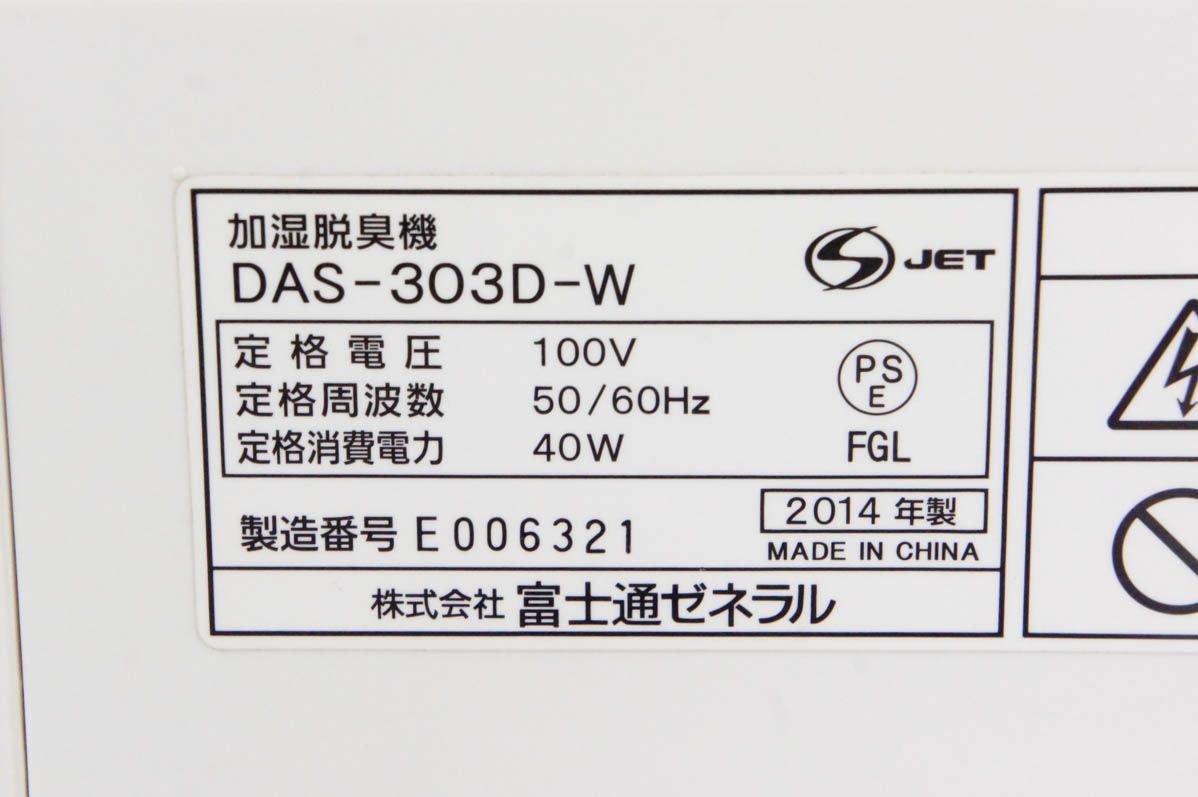 加湿脱臭機
DAS-303D-W
JET
定格電圧 100V
定格周波数 50/60Hz
定格消費電力 40W
PS
E
FGL
製造番号 E006321
2014年製
MADE IN CHINA
株式会社 富士通ゼネラル